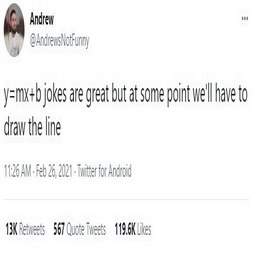 Andrew
@AndrewsNotFunny
y=mx+b jokes are great but at some point we'll have to
draw the line
11:26 AM · Feb 26, 2021 · Twitter for Android
13K Retweets 567 Quote Tweets 119.6K Likes